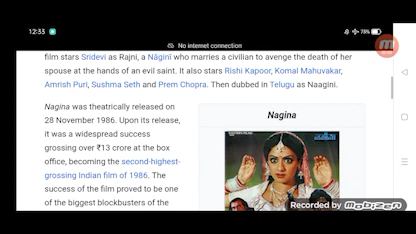 12:33
78%
No internet connection
film stars Sridevi as Rajni, a Nāginī who marries a civilian to avenge the death of her
spouse at the hands of an evil saint. It also stars Rishi Kapoor, Komal Mahuvakar,
Amrish Puri, Sushma Seth and Prem Chopra. Then dubbed in Telugu as Naagini.
Nagina was theatrically released on
28 November 1986. Upon its release,
it was a widespread success
grossing over ₹13 crore at the box
office, becoming the second-highest-
grossing Indian film of 1986. The
success of the film proved to be one
of the biggest blockbusters of the
Nagina
Recorded by Mobizen